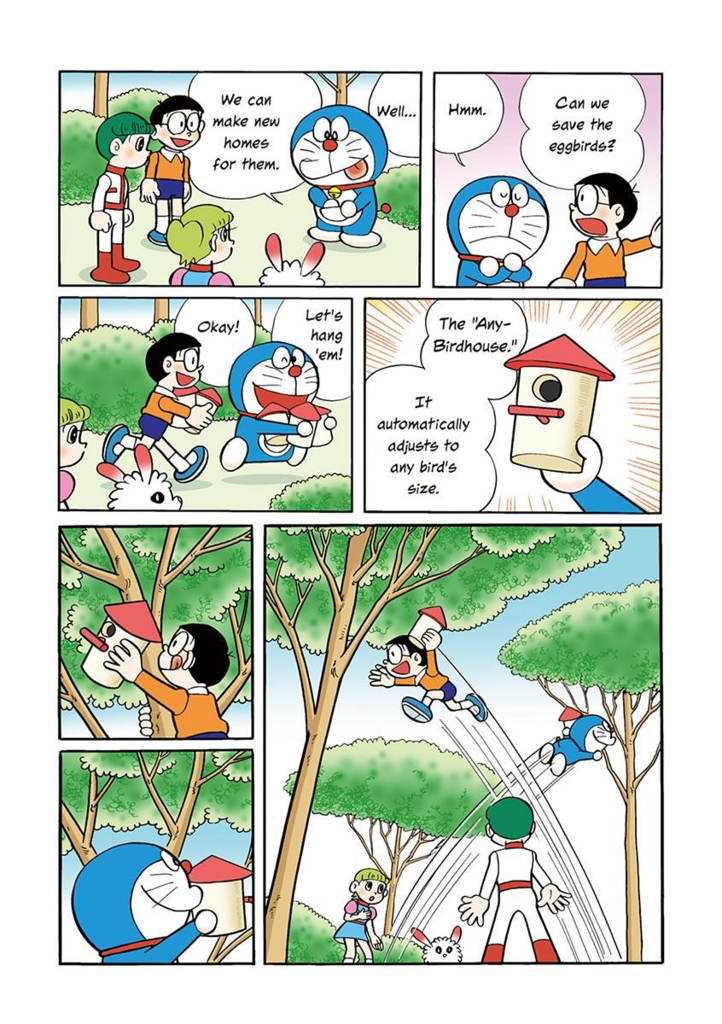 Can we
save the
eggbirds?
Hmm.
Well...
We can
make new
homes
for them.
The "Any-
Birdhouse."
It
automatically
adjusts to
any bird's
size.
Let's
hang
'em!
Okay!